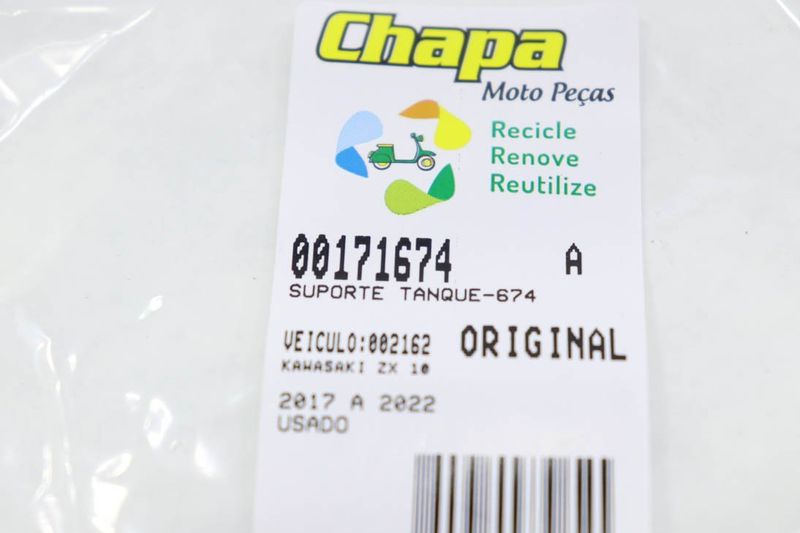 Chapa
Moto Peças
Recicle
Renove
Reutilize
00171674 A
SUPORTE TANQUE-674
VEICULO:002162 ORIGINAL
KAWASAKI ZX 10
2017 A 2022
USADO